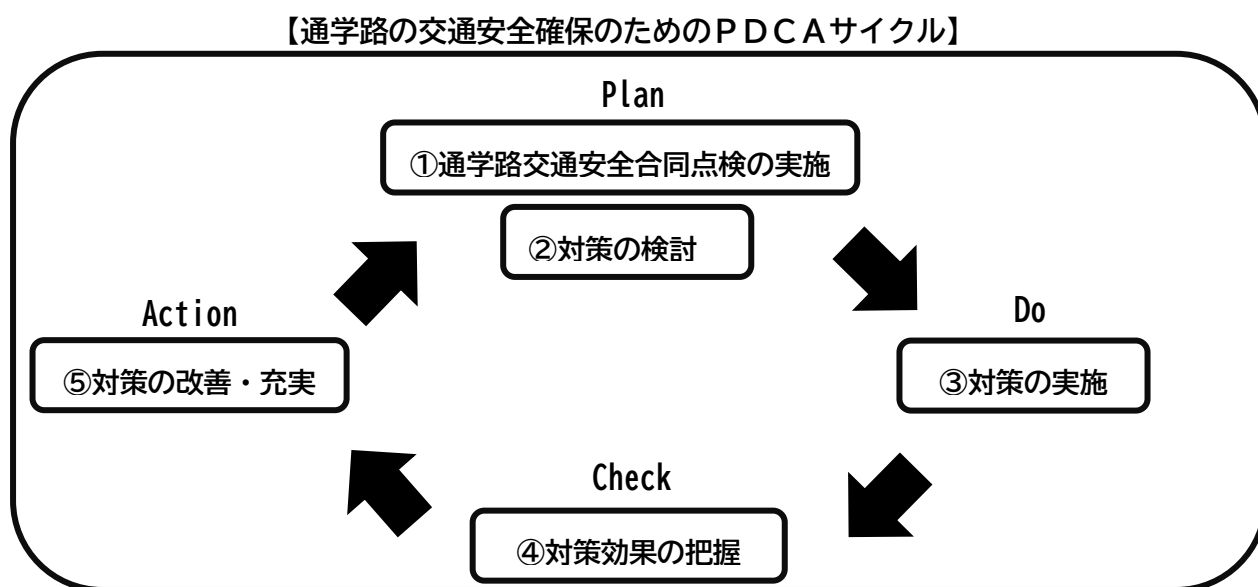 【通学路の交通安全確保のためのＰＤＣＡサイクル】
Plan
①通学路交通安全合同点検の実施
②対策の検討
Do
③対策の実施
Check
④対策効果の把握
Action
⑤対策の改善・充実